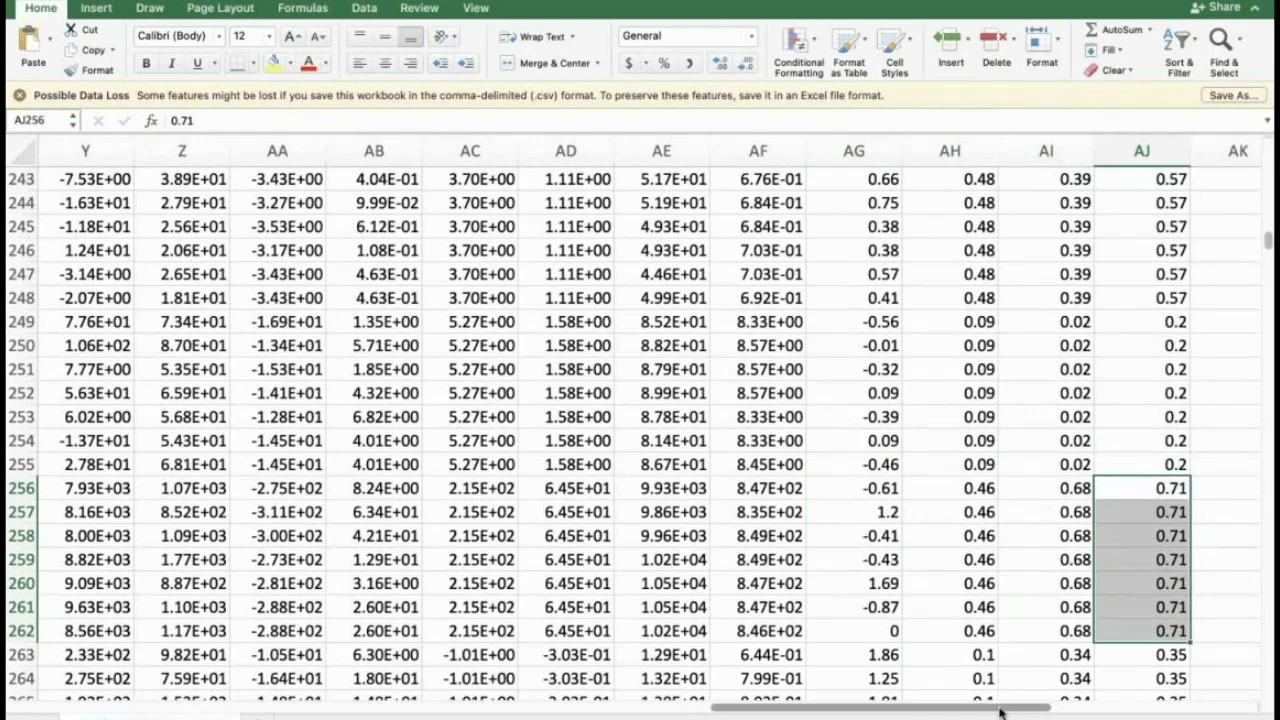 Home Insert Draw Page Layout Formulas Data Review View Share
Paste Cut Copy Format
Calibri (Body) 12 A A
B I U A
Wrap Text
Merge & Center
General
$ % )
Conditional Formatting Format as Table Cell Styles
Insert Delete Format
AutoSum Fill Clear
Sort & Filter Find & Select
Possible Data Loss Some features might be lost if you save this workbook in the comma-delimited (.csv) format. To preserve these features, save it in an Excel file format. Save As...
AJ256 fx 0.71
Y Z AA AB AC AD AE AF AG AH AI AJ AK
243 -7.53E+00 3.89E+01 -3.43E+00 4.04E-01 3.70E+00 1.11E+00 5.17E+01 6.76E-01 0.66 0.48 0.39 0.57
244 -1.63E+01 2.79E+01 -3.27E+00 9.99E-02 3.70E+00 1.11E+00 5.19E+01 6.84E-01 0.75 0.48 0.39 0.57
245 -1.18E+01 2.56E+01 -3.53E+00 6.12E-01 3.70E+00 1.11E+00 4.93E+01 6.84E-01 0.38 0.48 0.39 0.57
246 1.24E+01 2.06E+01 -3.17E+00 1.08E-01 3.70E+00 1.11E+00 4.93E+01 7.03E-01 0.38 0.48 0.39 0.57
247 -3.14E+00 2.65E+01 -3.43E+00 4.63E-01 3.70E+00 1.11E+00 4.46E+01 7.03E-01 0.57 0.48 0.39 0.57
248 -2.07E+00 1.81E+01 -3.43E+00 4.63E-01 3.70E+00 1.11E+00 4.99E+01 6.92E-01 0.41 0.48 0.39 0.57
249 7.76E+01 7.34E+01 -1.69E+01 1.35E+00 5.27E+00 1.58E+00 8.52E+01 8.33E+00 -0.56 0.09 0.02 0.2
250 1.06E+02 8.70E+01 -1.34E+01 5.71E+00 5.27E+00 1.58E+00 8.82E+01 8.57E+00 -0.01 0.09 0.02 0.2
251 7.77E+00 5.35E+01 -1.53E+01 1.85E+00 5.27E+00 1.58E+00 8.79E+01 8.57E+00 -0.32 0.09 0.02 0.2
252 5.63E+01 6.59E+01 -1.41E+01 4.32E+00 5.27E+00 1.58E+00 8.99E+01 8.57E+00 0.09 0.09 0.02 0.2
253 6.02E+00 5.68E+01 -1.28E+01 6.82E+00 5.27E+00 1.58E+00 8.78E+01 8.33E+00 -0.39 0.09 0.02 0.2
254 -1.37E+01 5.43E+01 -1.45E+01 4.01E+00 5.27E+00 1.58E+00 8.14E+01 8.33E+00 0.09 0.09 0.02 0.2
255 2.78E+01 6.81E+01 -1.45E+01 4.01E+00 5.27E+00 1.58E+00 8.67E+01 8.45E+00 -0.46 0.09 0.02 0.2
256 7.93E+03 1.07E+03 -2.75E+02 8.24E+00 2.15E+02 6.45E+01 9.93E+03 8.47E+02 -0.61 0.46 0.68 0.71
257 8.16E+03 8.52E+02 -3.11E+02 6.34E+01 2.15E+02 6.45E+01 9.86E+03 8.35E+02 1.2 0.46 0.68 0.71
258 8.00E+03 1.09E+03 -3.00E+02 4.21E+01 2.15E+02 6.45E+01 9.96E+03 8.49E+02 -0.41 0.46 0.68 0.71
259 8.82E+03 1.77E+03 -2.73E+02 1.29E+01 2.15E+02 6.45E+01 1.02E+04 8.49E+02 -0.43 0.46 0.68 0.71
260 9.09E+03 8.87E+02 -2.81E+02 3.16E+00 2.15E+02 6.45E+01 1.05E+04 8.47E+02 1.69 0.46 0.68 0.71
261 9.63E+03 1.10E+03 -2.88E+02 2.60E+01 2.15E+02 6.45E+01 1.05E+04 8.47E+02 -0.87 0.46 0.68 0.71
262 8.56E+03 1.17E+03 -2.88E+02 2.60E+01 2.15E+02 6.45E+01 1.02E+04 8.46E+02 0 0.46 0.68 0.71
263 2.33E+02 9.82E+01 -1.05E+01 6.30E+00 -1.01E+00 -3.03E-01 1.29E+01 6.44E-01 1.86 0.1 0.34 0.35
264 2.75E+02 7.59E+01 -1.64E+01 1.80E+01 -1.01E+00 -3.03E-01 1.32E+01 7.99E-01 1.25 0.1 0.34 0.35